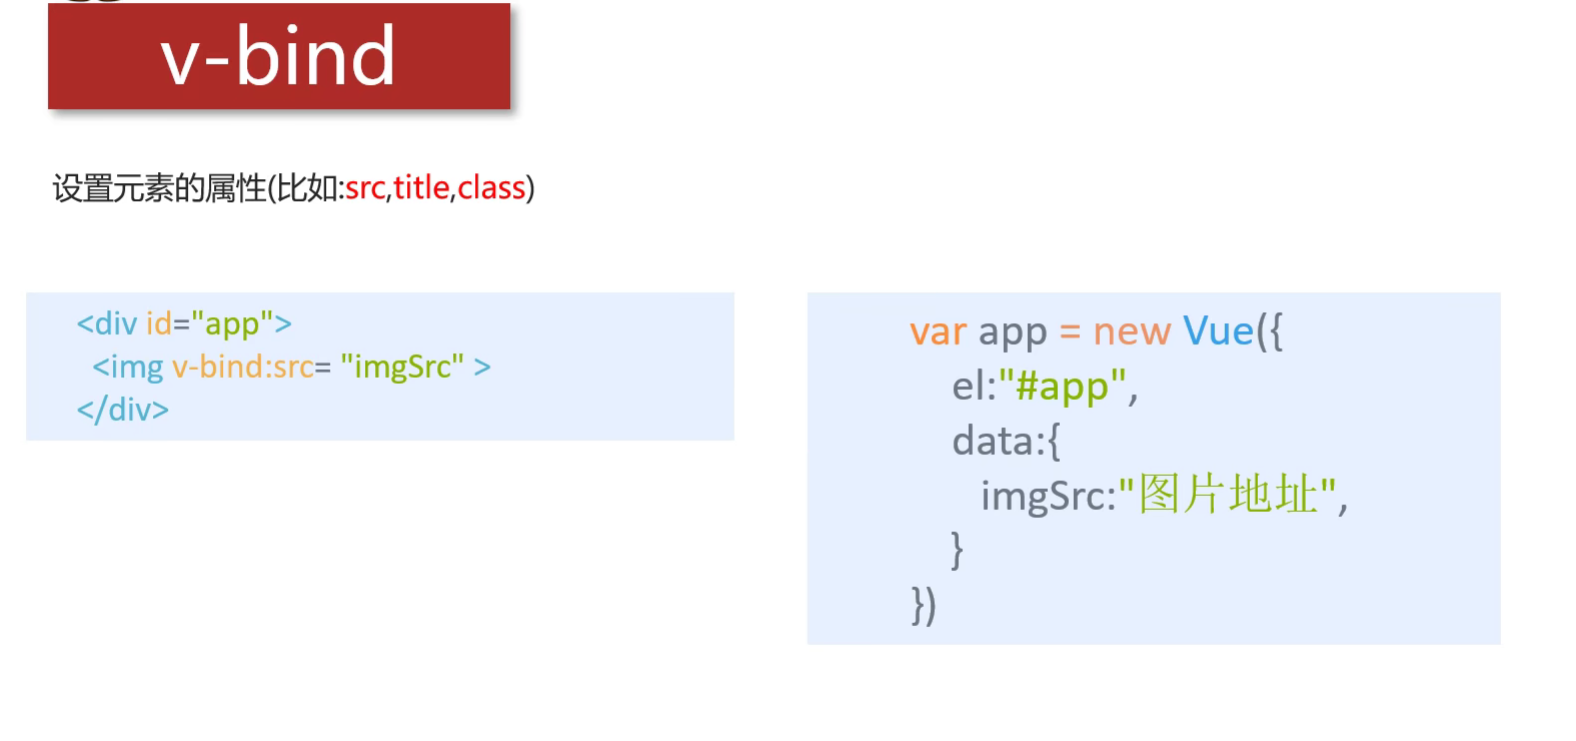 v-bind
设置元素的属性(比如:src,title,class)
<div id="app">
<img v-bind:src= "imgSrc" >
</div>
var app = new Vue({
el:"#app",
data:{
imgSrc:"图片地址",
}
})